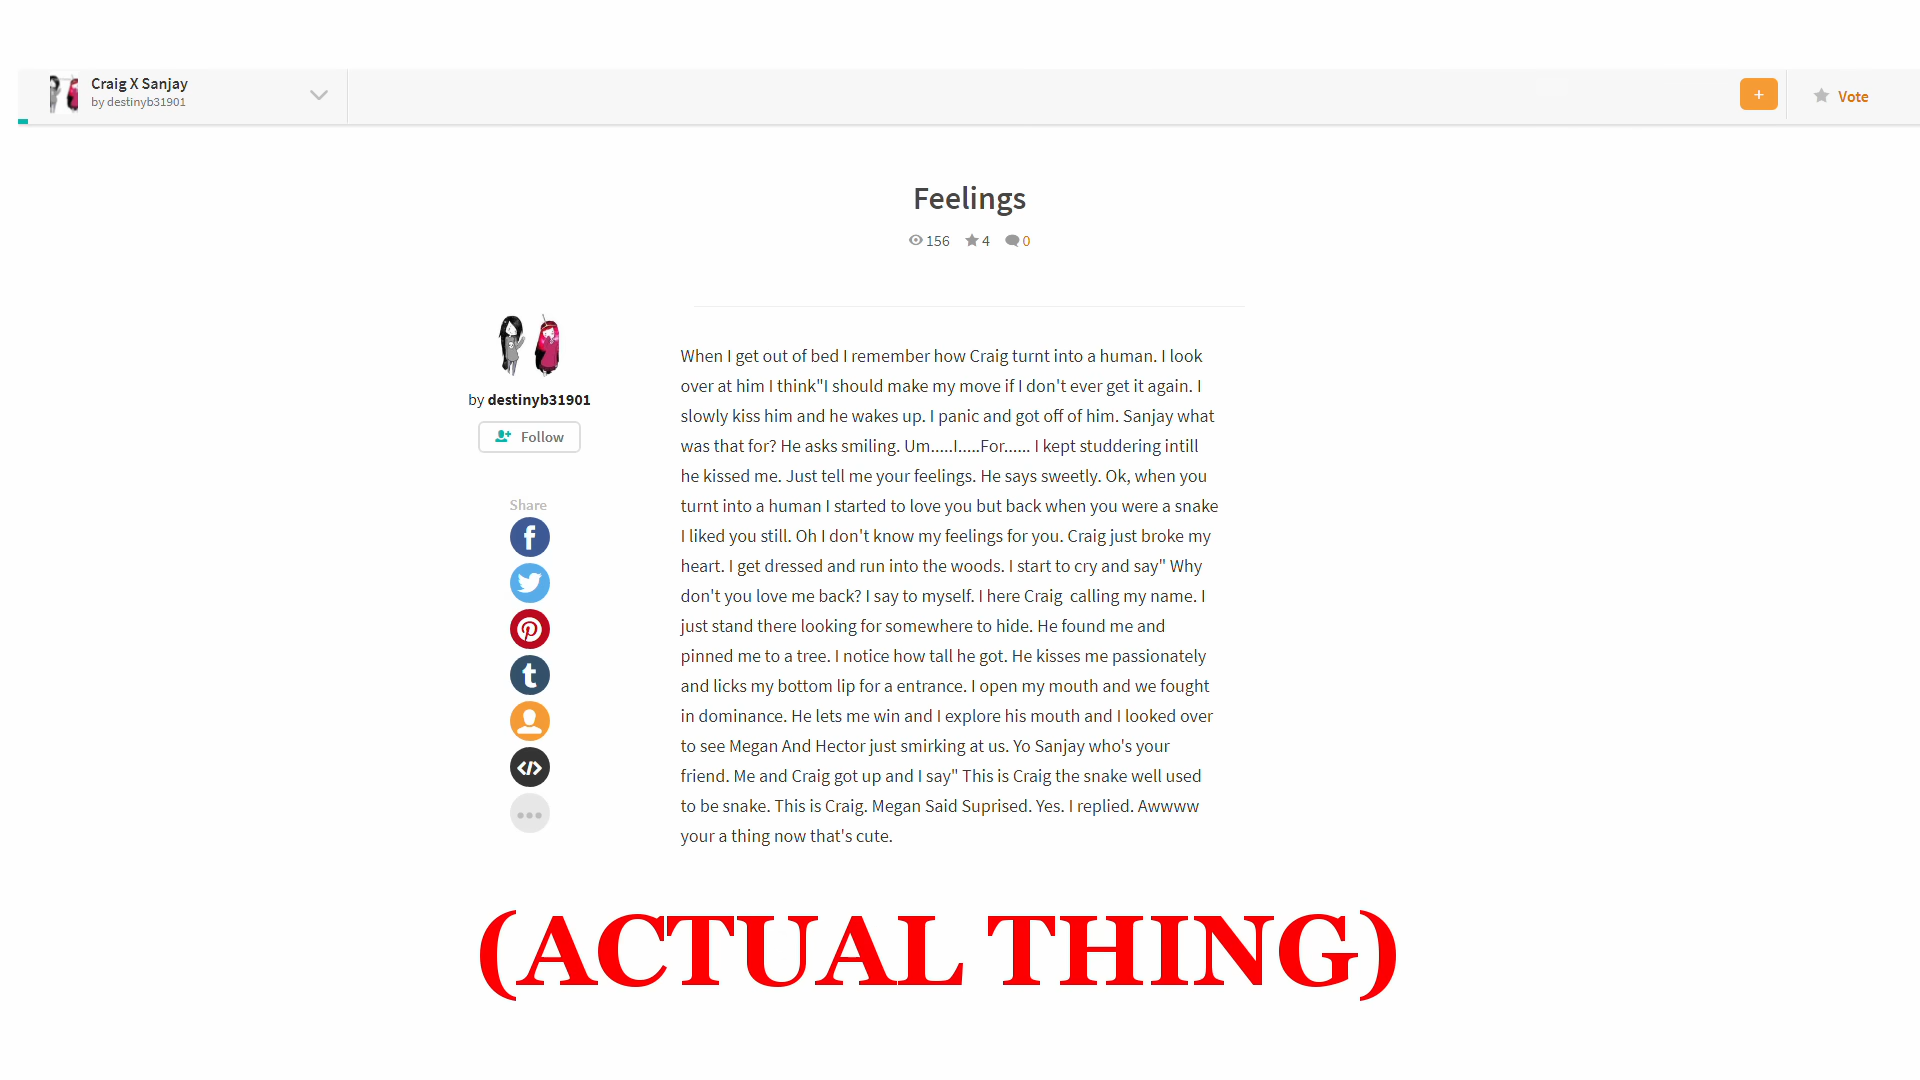 Craig X Sanjay
by destinyb31901
+
Vote
Feelings
156 4 0
by destinyb31901
Follow
Share
When I get out of bed I remember how Craig turnt into a human. I look
over at him I think"I should make my move if I don't ever get it again. I
slowly kiss him and he wakes up. I panic and got off of him. Sanjay what
was that for? He asks smiling. Um.....I.....For...... I kept studdering intill
he kissed me. Just tell me your feelings. He says sweetly. Ok, when you
turnt into a human I started to love you but back when you were a snake
I liked you still. Oh I don't know my feelings for you. Craig just broke my
heart. I get dressed and run into the woods. I start to cry and say" Why
don't you love me back? I say to myself. I here Craig  calling my name. I
just stand there looking for somewhere to hide. He found me and
pinned me to a tree. I notice how tall he got. He kisses me passionately
and licks my bottom lip for a entrance. I open my mouth and we fought
in dominance. He lets me win and I explore his mouth and I looked over
to see Megan And Hector just smirking at us. Yo Sanjay who's your
friend. Me and Craig got up and I say" This is Craig the snake well used
to be snake. This is Craig. Megan Said Suprised. Yes. I replied. Awwww
your a thing now that's cute.
(ACTUAL THING)